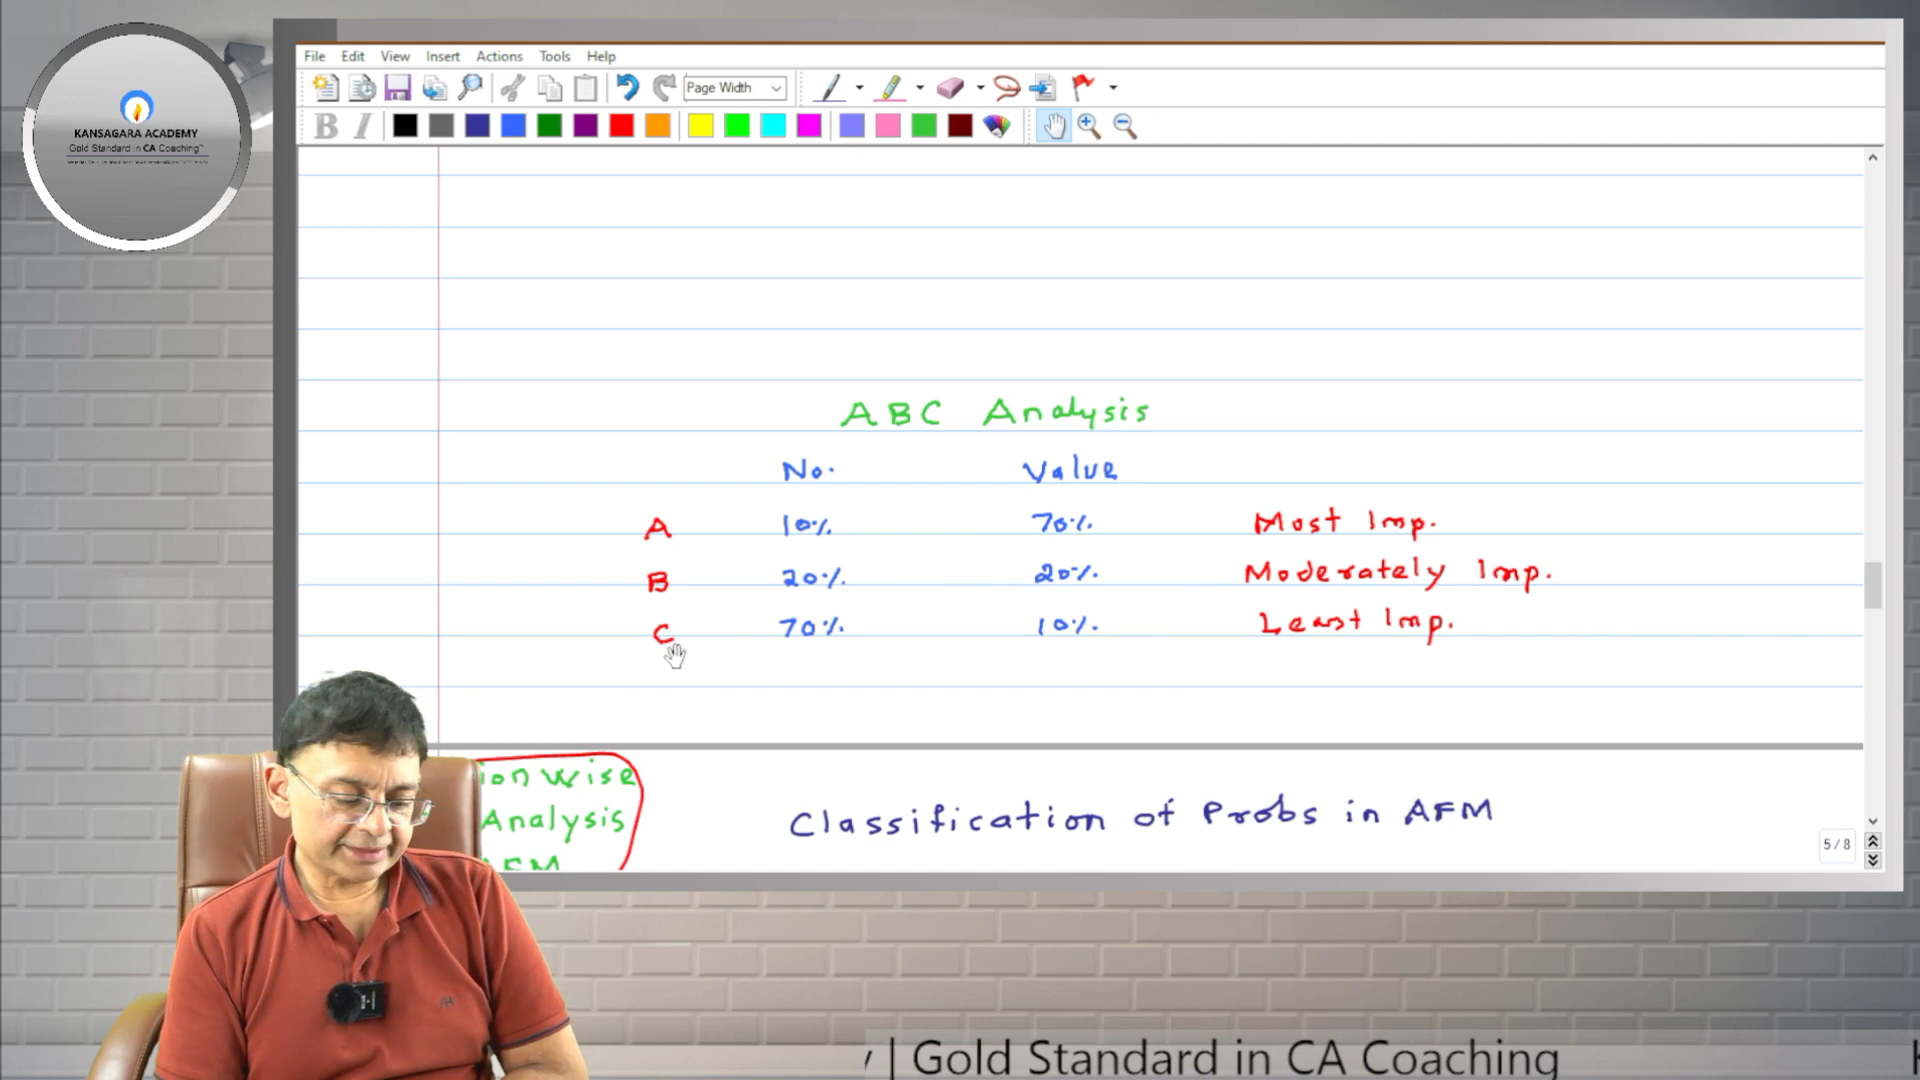 KANSAGARA ACADEMY
Gold Standard in CA Coaching™
File Edit View Insert Actions Tools Help
Page Width
B I
ABC Analysis
No. Value
A 10% 70% Most Imp.
B 20% 20% Moderately Imp.
C 70% 10% Least Imp.
ion wise
Analysis
AFM
Classification of Probs in AFM
5 / 8
y | Gold Standard in CA Coaching